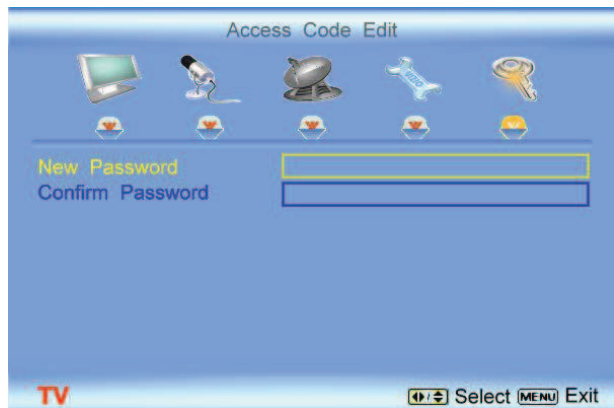 Access Code Edit
New Password
Confirm Password
TV
Select MENU Exit